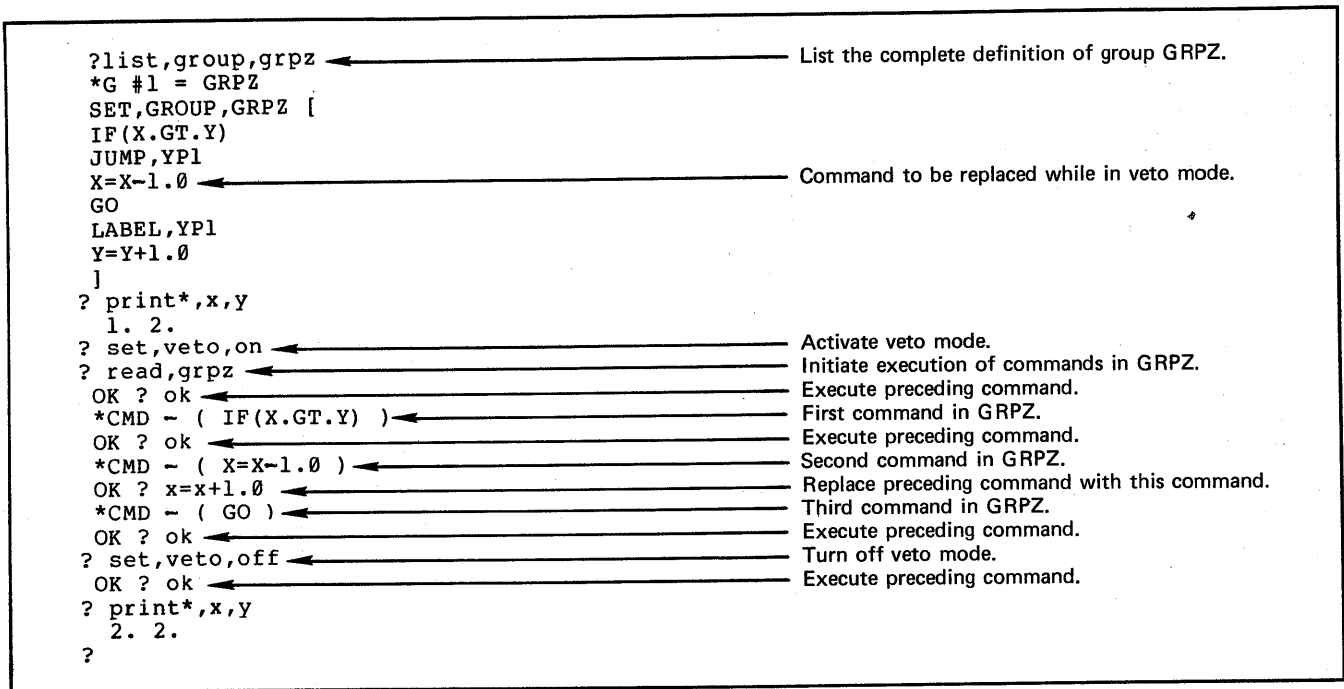 ?list,group,grpz List the complete definition of group GRPZ.
*G #1 = GRPZ
SET,GROUP,GRPZ [
IF(X.GT.Y)
JUMP,YP1
X=X-1.0 Command to be replaced while in veto mode.
GO
LABEL,YP1
Y=Y+1.0
]
? print*,x,y
1. 2.
? set,veto,on Activate veto mode.
? read,grpz Initiate execution of commands in GRPZ.
OK ? ok Execute preceding command.
*CMD - ( IF(X.GT.Y) ) First command in GRPZ.
OK ? ok Execute preceding command.
*CMD - ( X=X-1.0 ) Second command in GRPZ.
OK ? x=x+1.0 Replace preceding command with this command.
*CMD - ( GO ) Third command in GRPZ.
OK ? ok Execute preceding command.
? set,veto,off Turn off veto mode.
OK ? ok Execute preceding command.
? print*,x,y
2. 2.
?